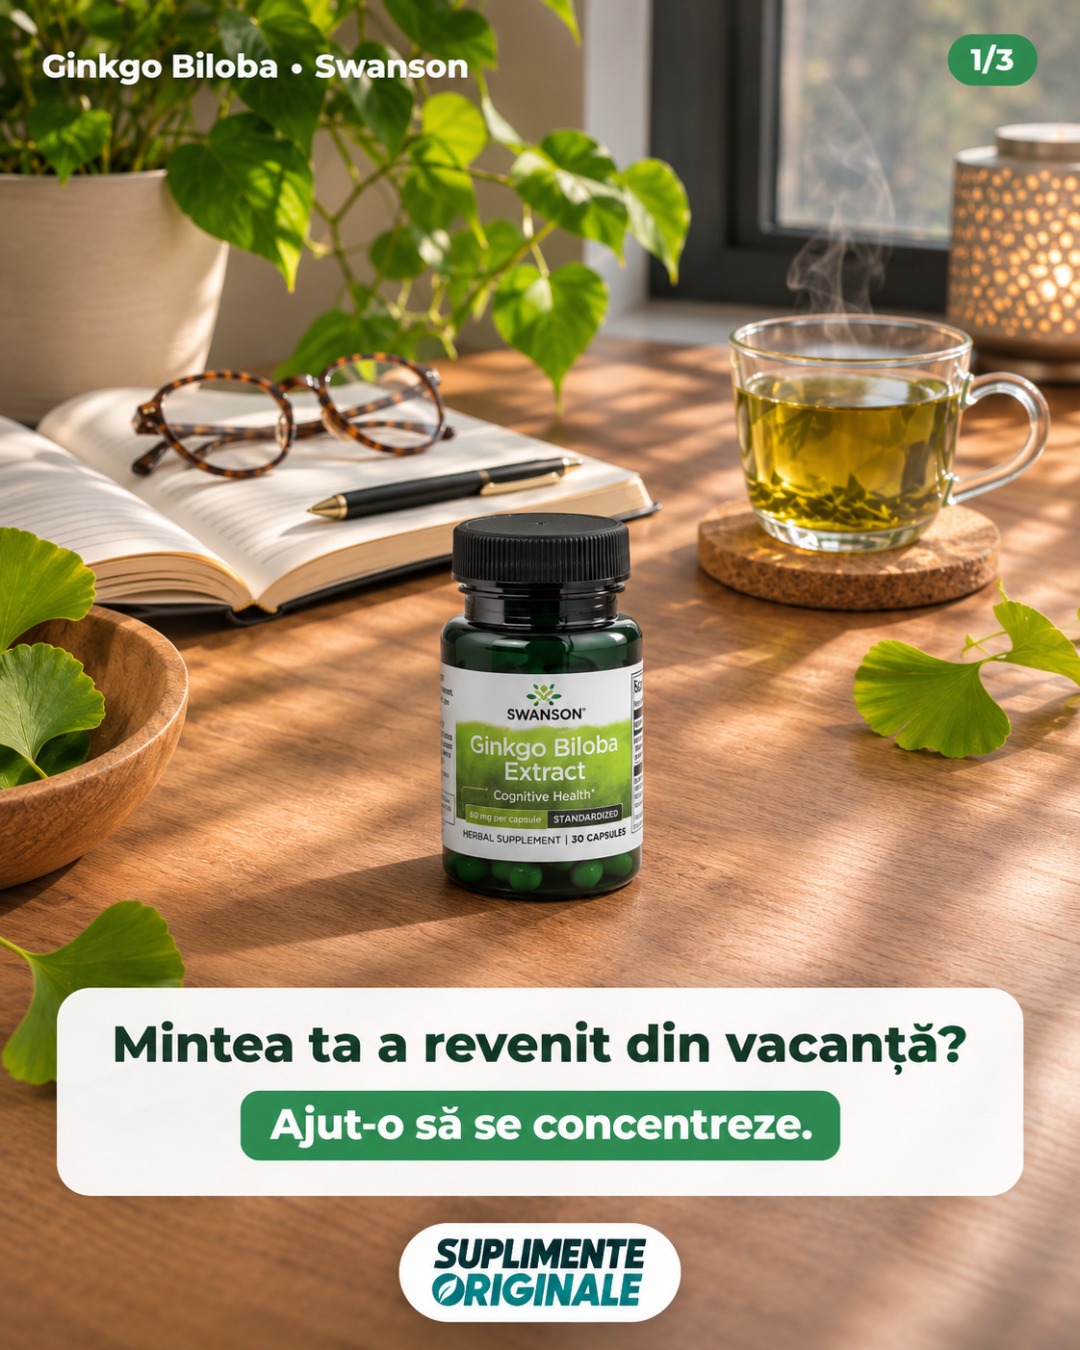 Ginkgo Biloba • Swanson
1/3
SWANSON
Ginkgo Biloba
Extract
Cognitive Health*
60 mg per capsule STANDARDIZED
HERBAL SUPPLEMENT | 30 CAPSULES
Mintea ta a revenit din vacanță?
Ajut-o să se concentreze.
SUPLIMENTE
ORIGINALE